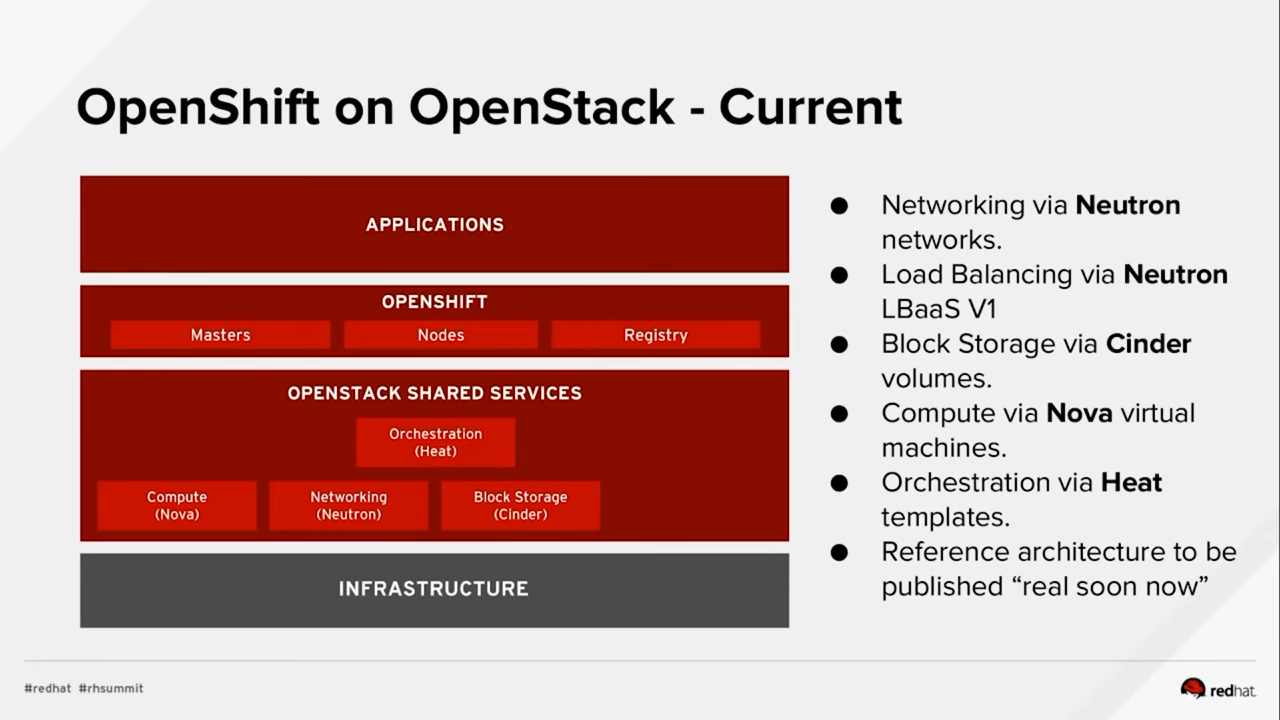 OpenShift on OpenStack - Current
APPLICATIONS
OPENSHIFT
Masters
Nodes
Registry
OPENSTACK SHARED SERVICES
Orchestration
(Heat)
Compute
(Nova)
Networking
(Neutron)
Block Storage
(Cinder)
INFRASTRUCTURE
● Networking via Neutron
networks.
● Load Balancing via Neutron
LBaaS V1
● Block Storage via Cinder
volumes.
● Compute via Nova virtual
machines.
● Orchestration via Heat
templates.
● Reference architecture to be
published “real soon now”
#redhat #rhsummit
redhat.